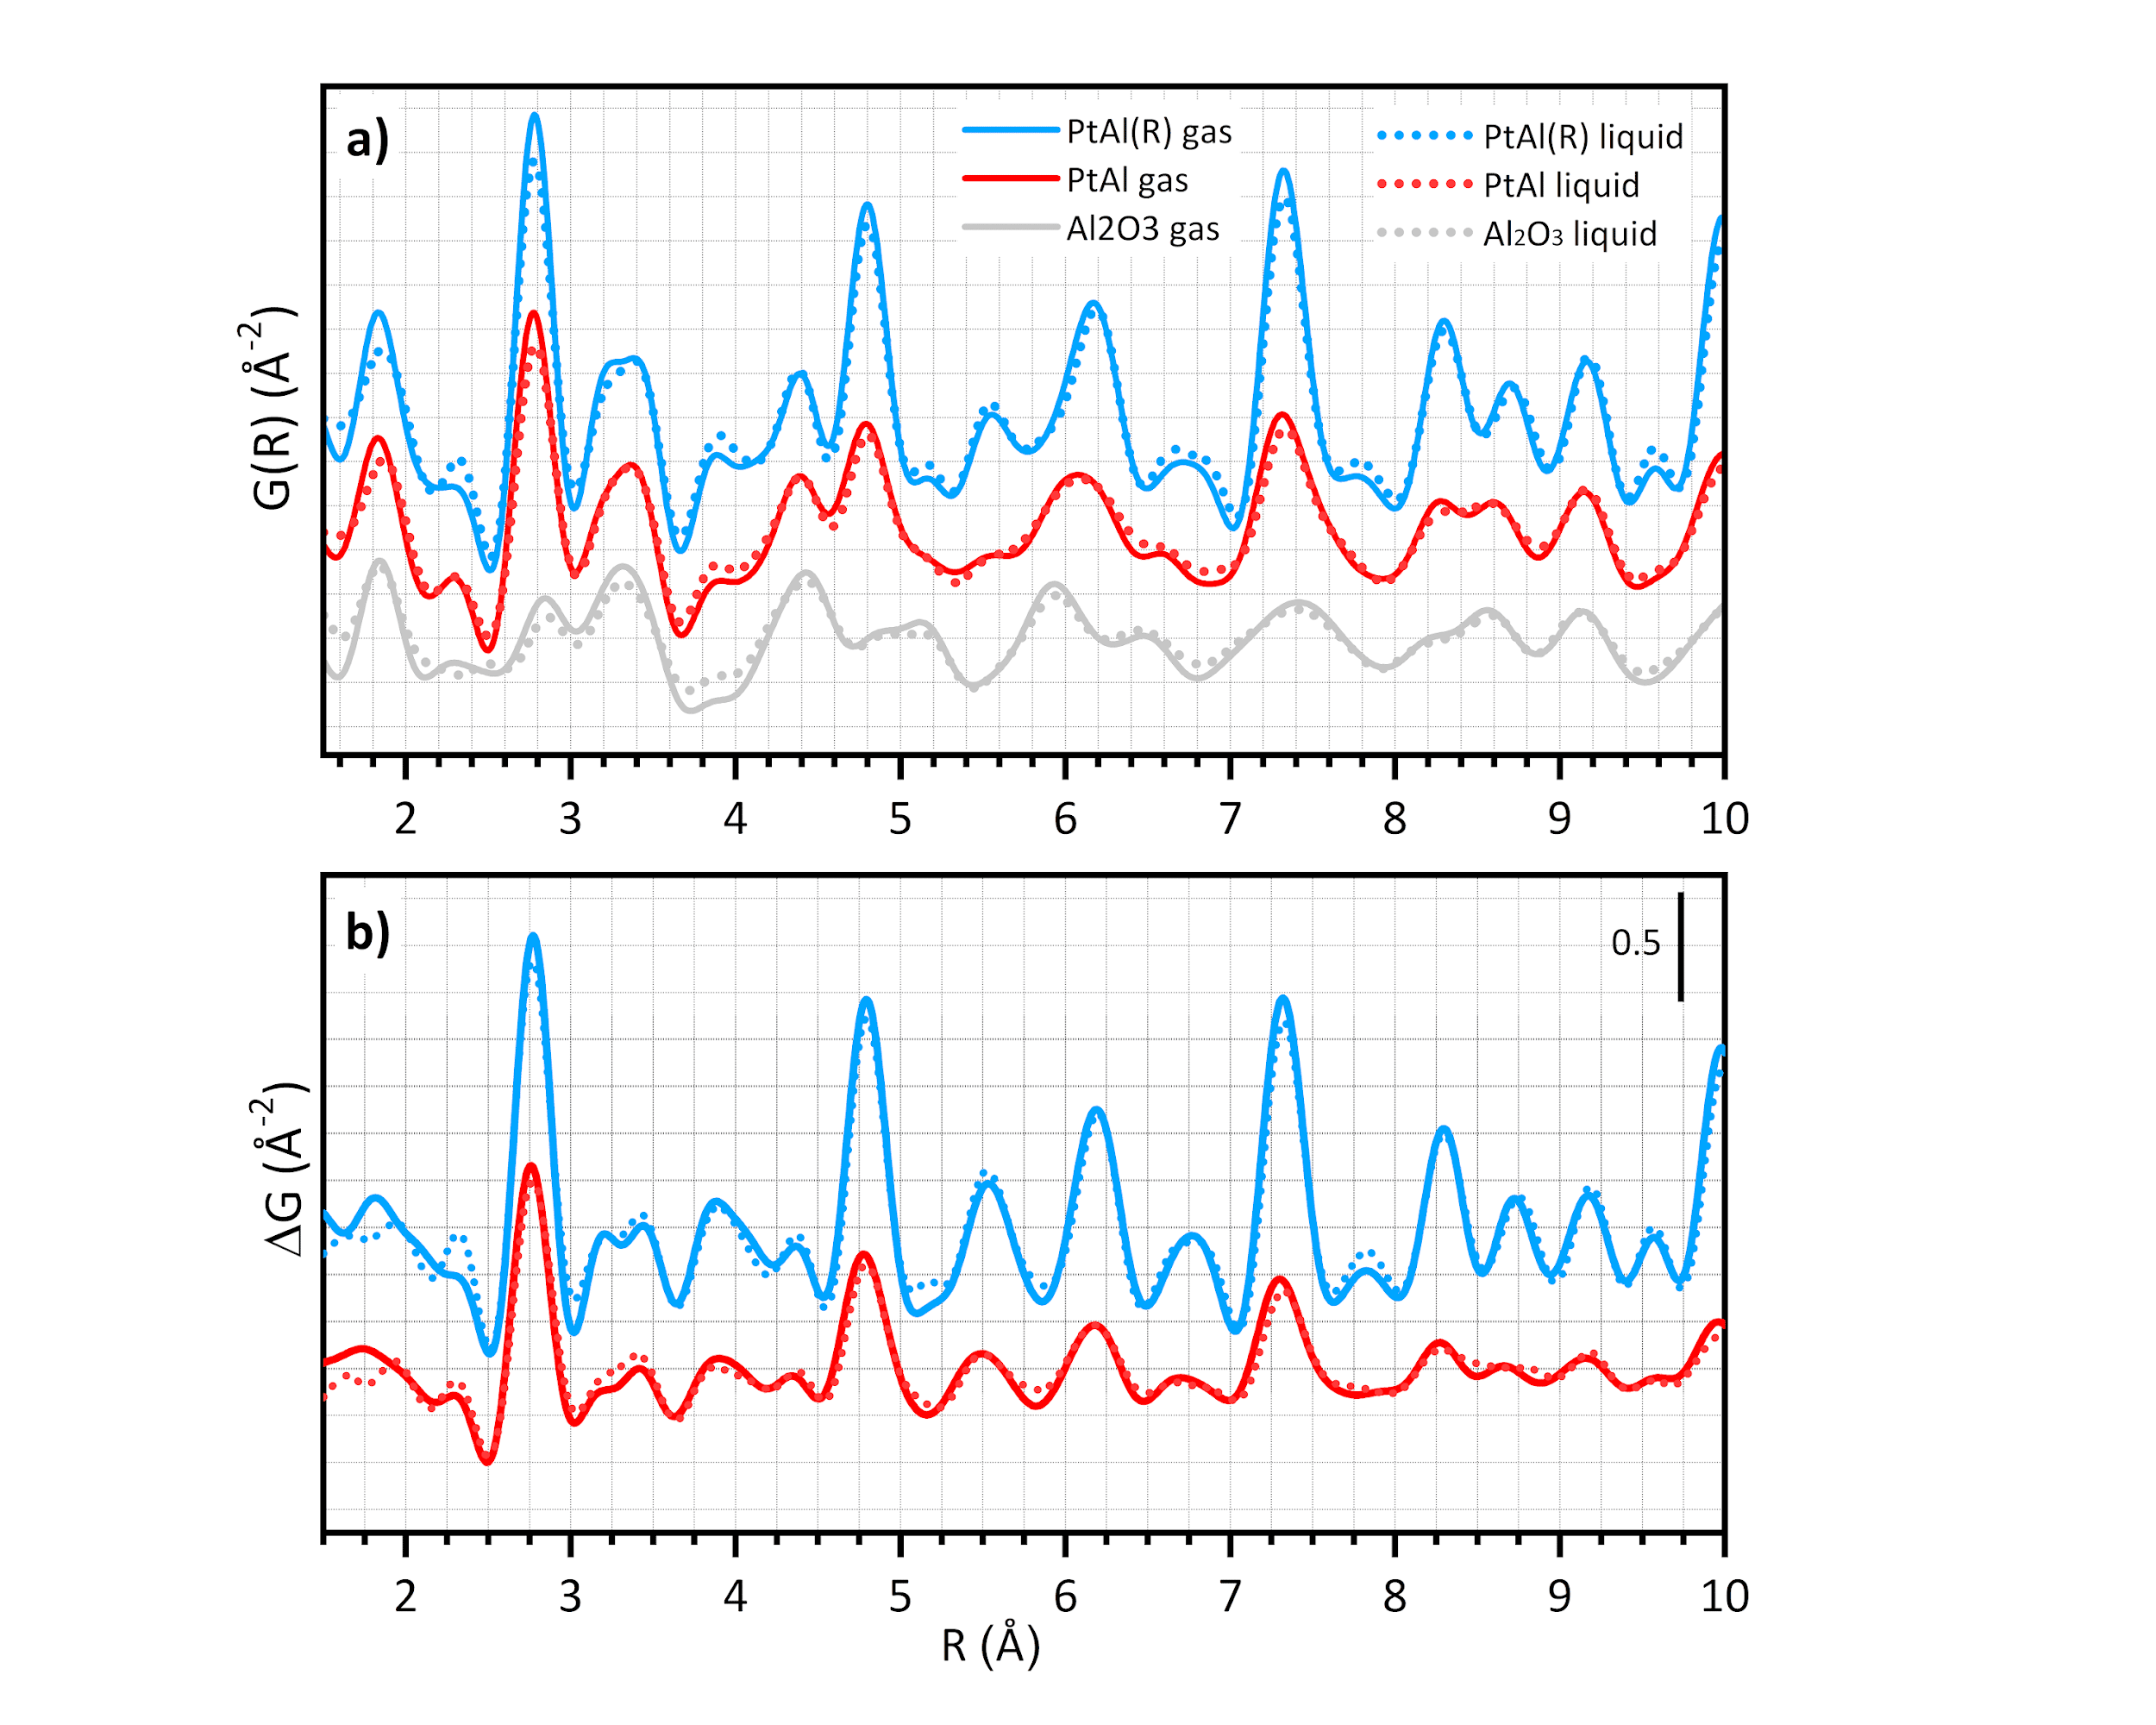 a)
PtAl(R) gas
PtAl gas
Al2O3 gas
PtAl(R) liquid
PtAl liquid
Al₂O₃ liquid
G(R) (Å⁻²)
2 3 4 5 6 7 8 9 10
b)
0.5
ΔG (Å⁻²)
2 3 4 5 6 7 8 9 10
R (Å)